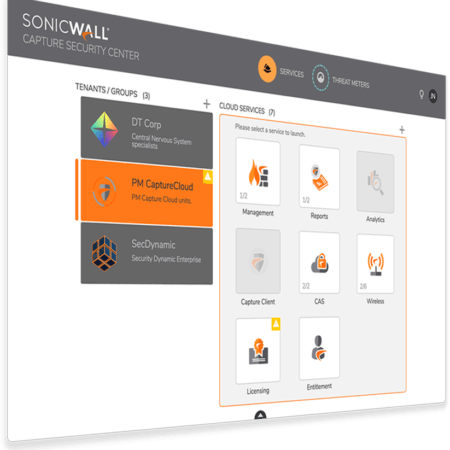 SONICWALL
CAPTURE SECURITY CENTER
SERVICES
THREAT METERS
JN
TENANTS / GROUPS (3)
DT Corp
Central Nervous System
specialists
PM CaptureCloud
PM Capture Cloud units.
SecDynamic
Security Dynamic Enterprise
CLOUD SERVICES (7)
Please select a service to launch.
1/2
Management
1/2
Reports
Analytics
Capture Client
2/2
CAS
2/6
Wireless
Licensing
Entitement